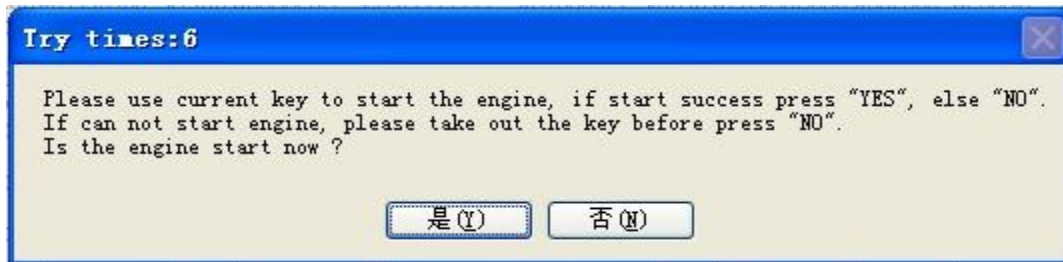 Try times:6
Please use current key to start the engine, if start success press "YES", else "NO".
If can not start engine, please take out the key before press "NO".
Is the engine start now ?
是(Y)
否(N)